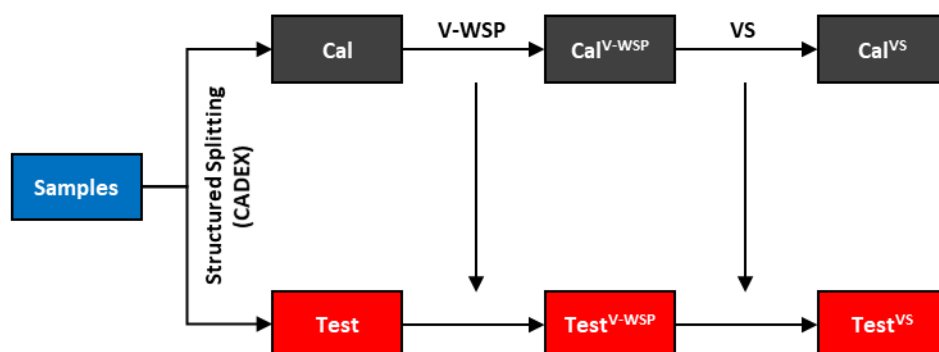 V-WSP
VS
Cal
Cal^V-WSP
Cal^VS
Samples
Structured Splitting
(CADEX)
Test
Test^V-WSP
Test^VS